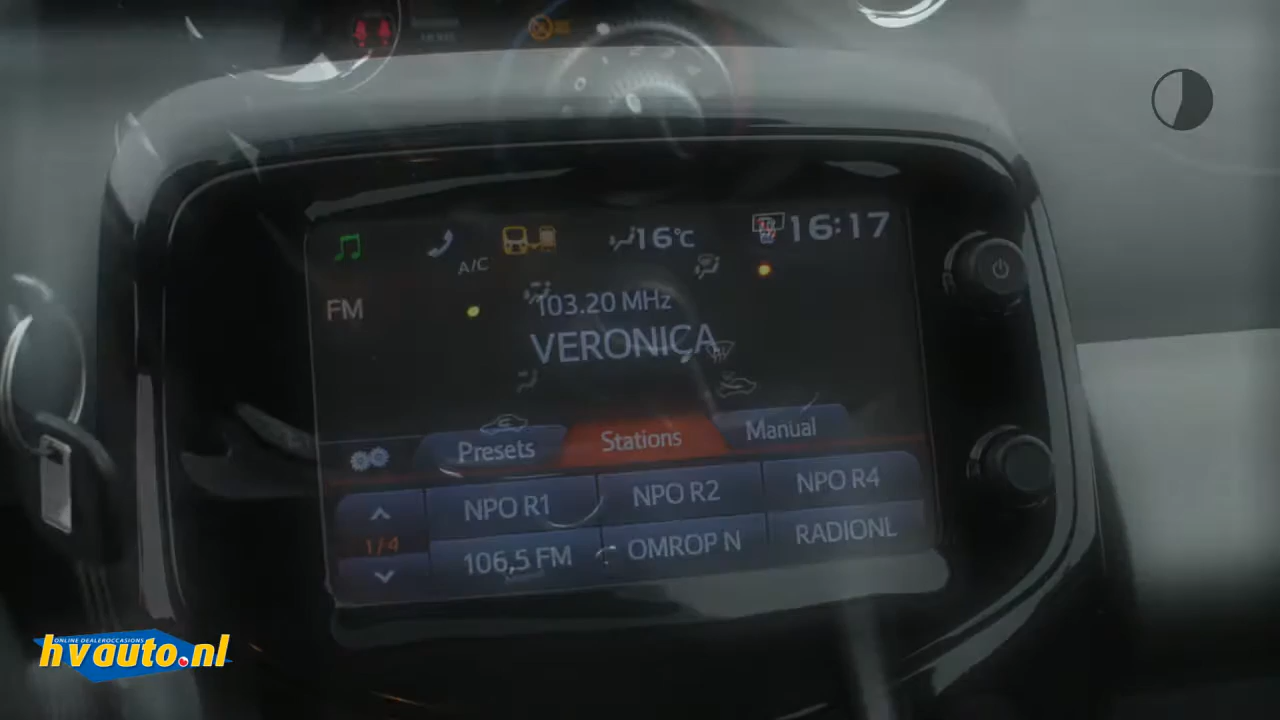 16:17
16°C
A/C
FM
103.20 MHz
VERONICA
Presets
Stations
Manual
NPO R1
NPO R2
NPO R4
1/4
106,5 FM
OMROP N
RADIONL
ONLINE DEALEROCCASIONS
hvauto.nl